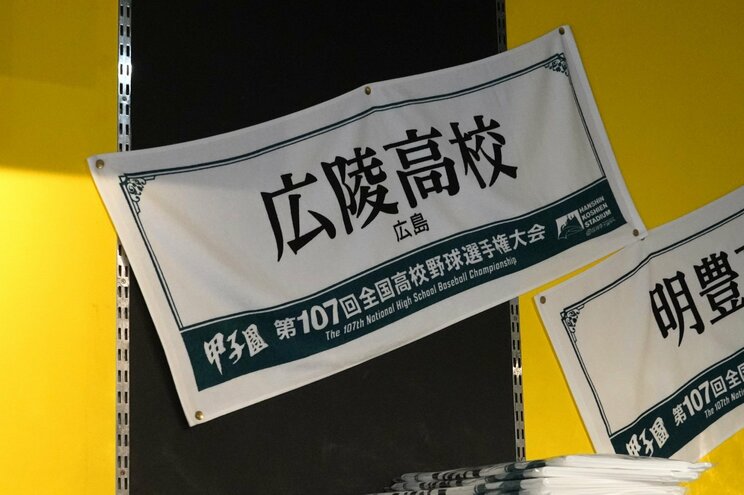 広陵高校
広島
HANSHIN
KOSHIEN
STADIUM
甲子園 第107回全国高校野球選手権大会
The 107th National High School Baseball Championship
明豊
甲子園 第107回全国
The 107th Nation